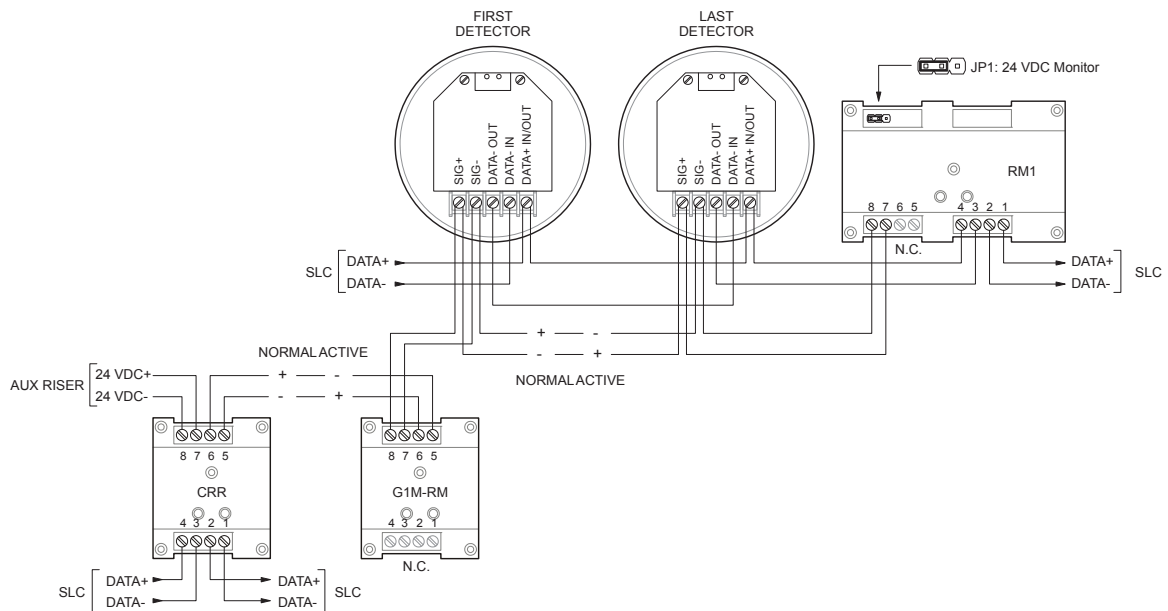 FIRST
DETECTOR
LAST
DETECTOR
JP1: 24 VDC Monitor
SIG+
SIG-
DATA- OUT
DATA- IN
DATA+ IN/OUT
SIG+
SIG-
DATA- OUT
DATA- IN
DATA+ IN/OUT
RM1
8 7 6 5
4 3 2 1
N.C.
SLC
DATA+
DATA-
DATA+
DATA-
SLC
+ -
NORMAL ACTIVE
- +
NORMAL ACTIVE
AUX RISER
24 VDC+
24 VDC-
+ -
- +
8 7 6 5
CRR
4 3 2 1
8 7 6 5
G1M-RM
4 3 2 1
N.C.
SLC
DATA+
DATA-
DATA+
DATA-
SLC